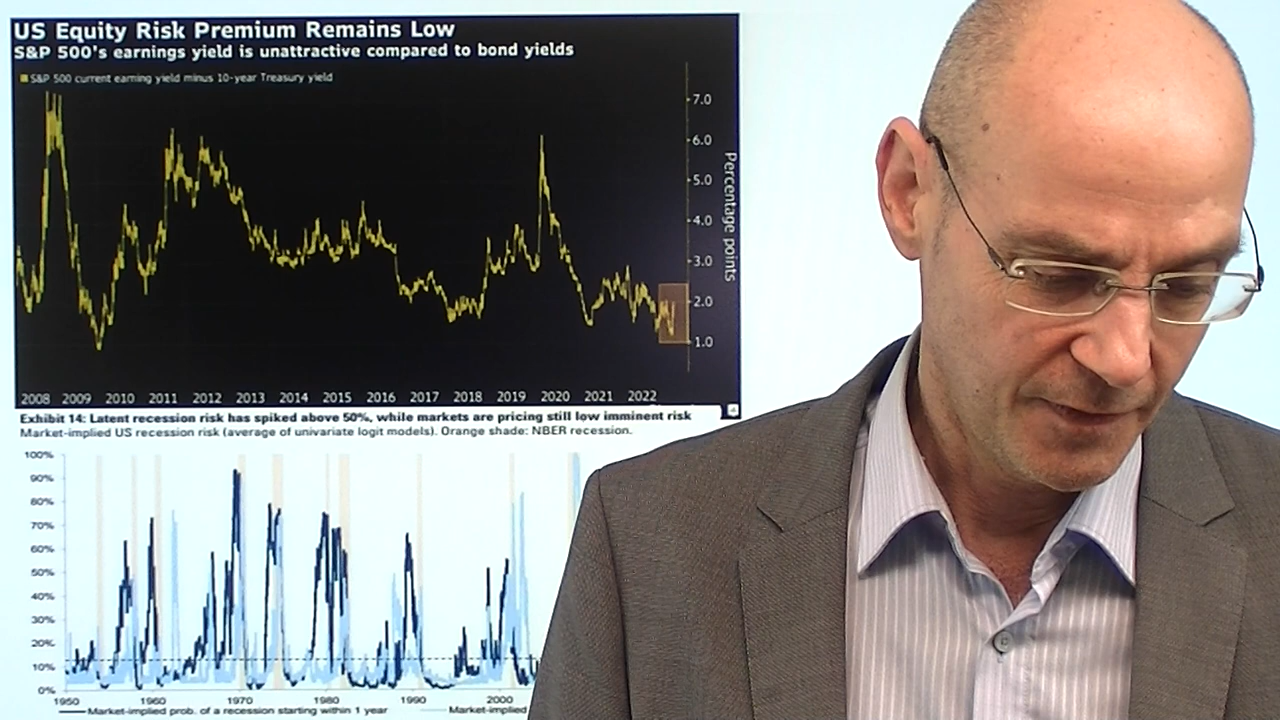 US Equity Risk Premium Remains Low
S&P 500's earnings yield is unattractive compared to bond yields
S&P 500 current earning yield minus 10-year Treasury yield
7.0
6.0
5.0
4.0
3.0
2.0
1.0
Percentage points
2008 2009 2010 2011 2012 2013 2014 2015 2016 2017 2018 2019 2020 2021 2022
Exhibit 14: Latent recession risk has spiked above 50%, while markets are pricing still low imminent risk
Market-implied US recession risk (average of univariate logit models). Orange shade: NBER recession.
100%
90%
80%
70%
60%
50%
40%
30%
20%
10%
0%
1950 1960 1970 1980 1990 2000
Market-implied prob. of a recession starting within 1 year Market-implied